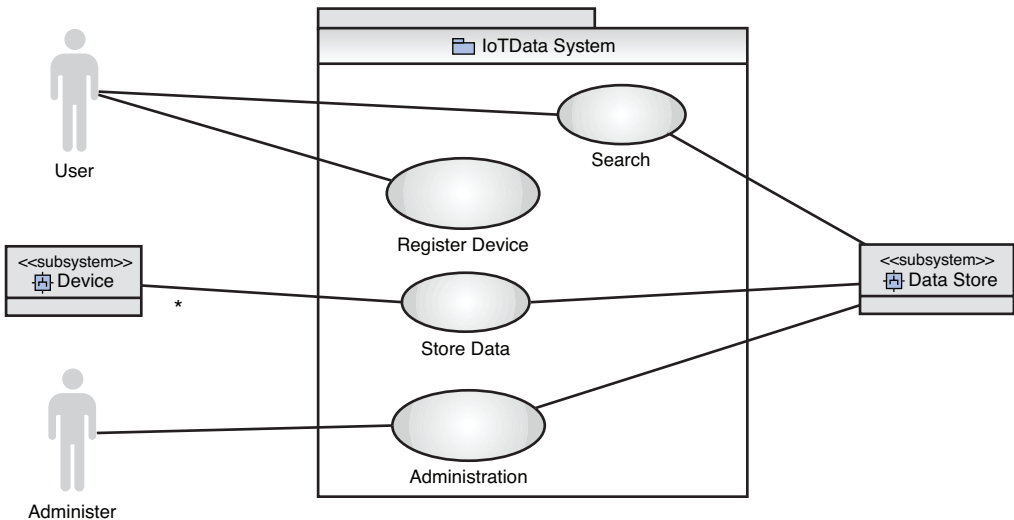 IoTData System
User
Search
Register Device
<<subsystem>>
Device
*
<<subsystem>>
Data Store
Store Data
Administration
Administer